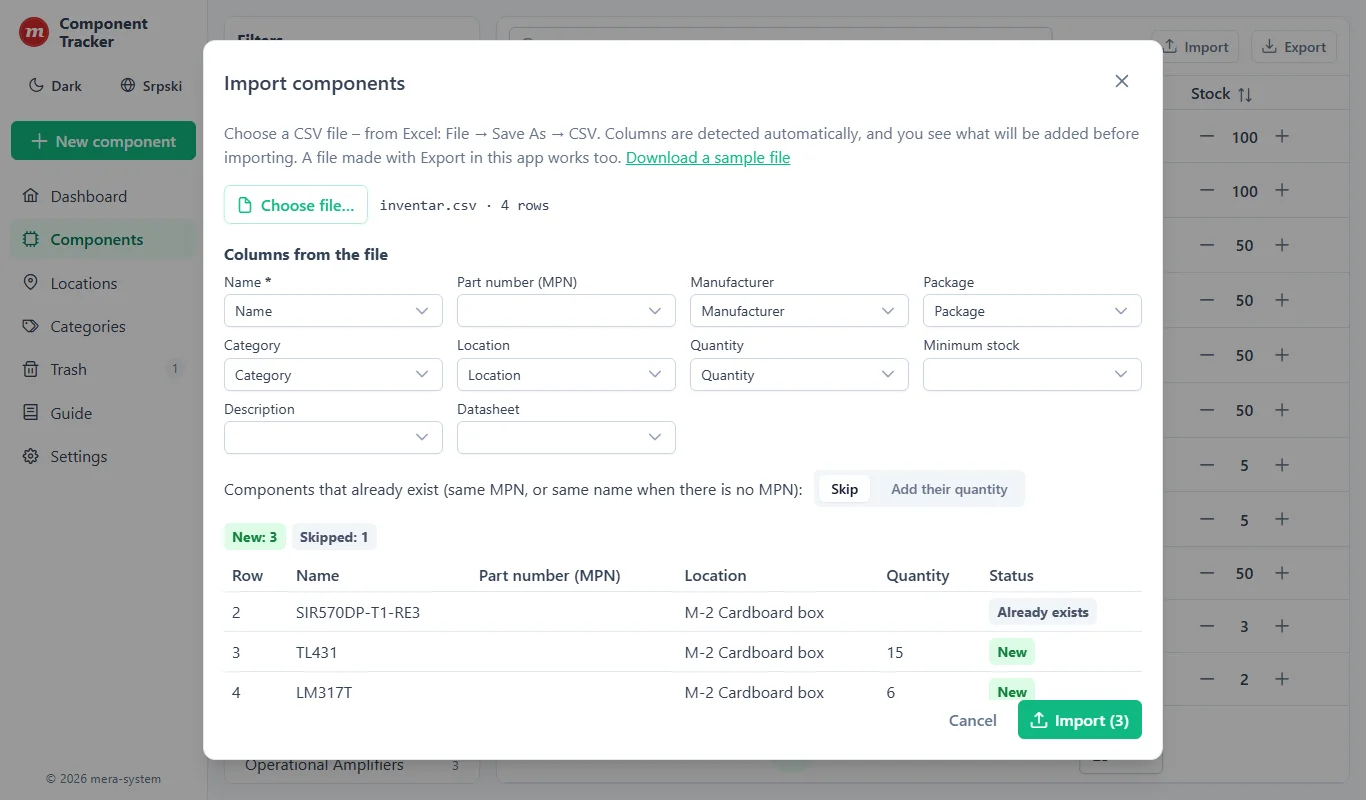 m
Component
Tracker
Dark
Srpski
New component
Dashboard
Components
Locations
Categories
Trash
1
Guide
Settings
© 2026 mera-system
Import
Export
Stock
100
100
50
50
50
50
5
5
50
3
2
Operational Amplifiers
3
Import components
Choose a CSV file – from Excel: File → Save As → CSV. Columns are detected automatically, and you see what will be added before
importing. A file made with Export in this app works too. Download a sample file
Choose file...
inventar.csv · 4 rows
Columns from the file
Name *
Part number (MPN)
Manufacturer
Package
Name
Manufacturer
Package
Category
Location
Quantity
Minimum stock
Category
Location
Quantity
Description
Datasheet
Components that already exist (same MPN, or same name when there is no MPN):
Skip
Add their quantity
New: 3
Skipped: 1
Row Name Part number (MPN) Location Quantity Status
2 SIR570DP-T1-RE3 M-2 Cardboard box Already exists
3 TL431 M-2 Cardboard box 15 New
4 LM317T M-2 Cardboard box 6 New
Cancel
Import (3)